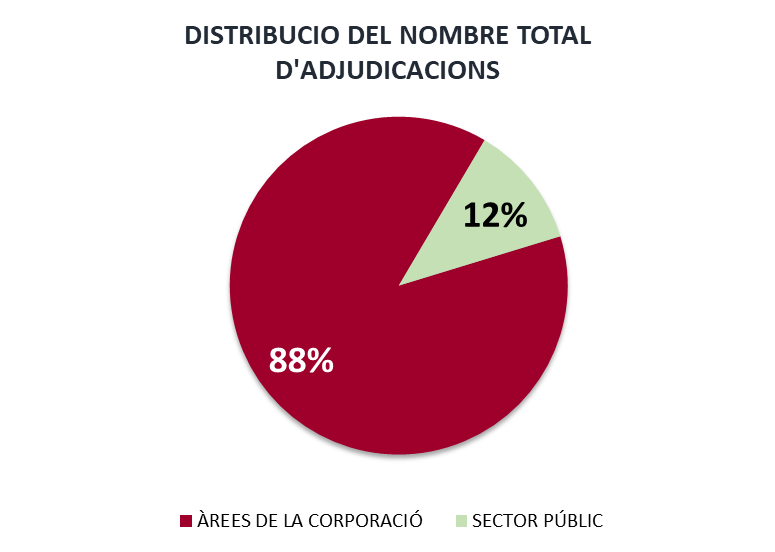 DISTRIBUCIO DEL NOMBRE TOTAL
D'ADJUDICACIONS
12%
88%
ÀREES DE LA CORPORACIÓ
SECTOR PÚBLIC